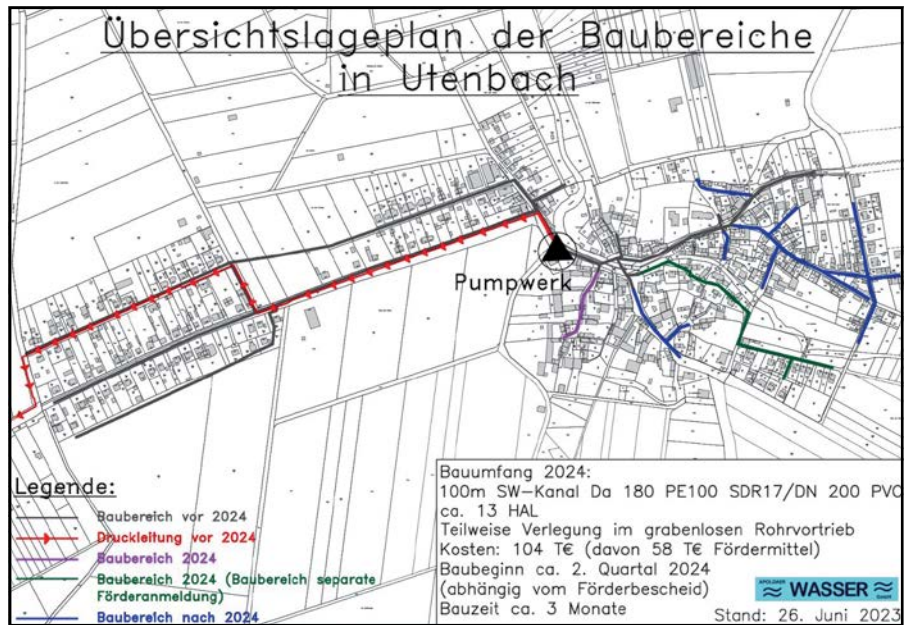 Übersichtslageplan der Baubereiche
in Utenbach
Pumpwerk
Legende:
Baubereich vor 2024
Druckleitung vor 2024
Baubereich 2024
Baubereich 2024 (Baubereich separate
Förderanmeldung)
Baubereich nach 2024
Bauumfang 2024:
100m SW-Kanal Da 180 PE100 SDR17/DN 200 PVC
ca. 13 HAL
Teilweise Verlegung im grabenlosen Rohrvortrieb
Kosten: 104 T€ (davon 58 T€ Fördermittel)
Baubeginn ca. 2. Quartal 2024
(abhängig vom Förderbescheid)
Bauzeit ca. 3 Monate
APOLDAER
WASSER
GmbH
Stand: 26. Juni 2023